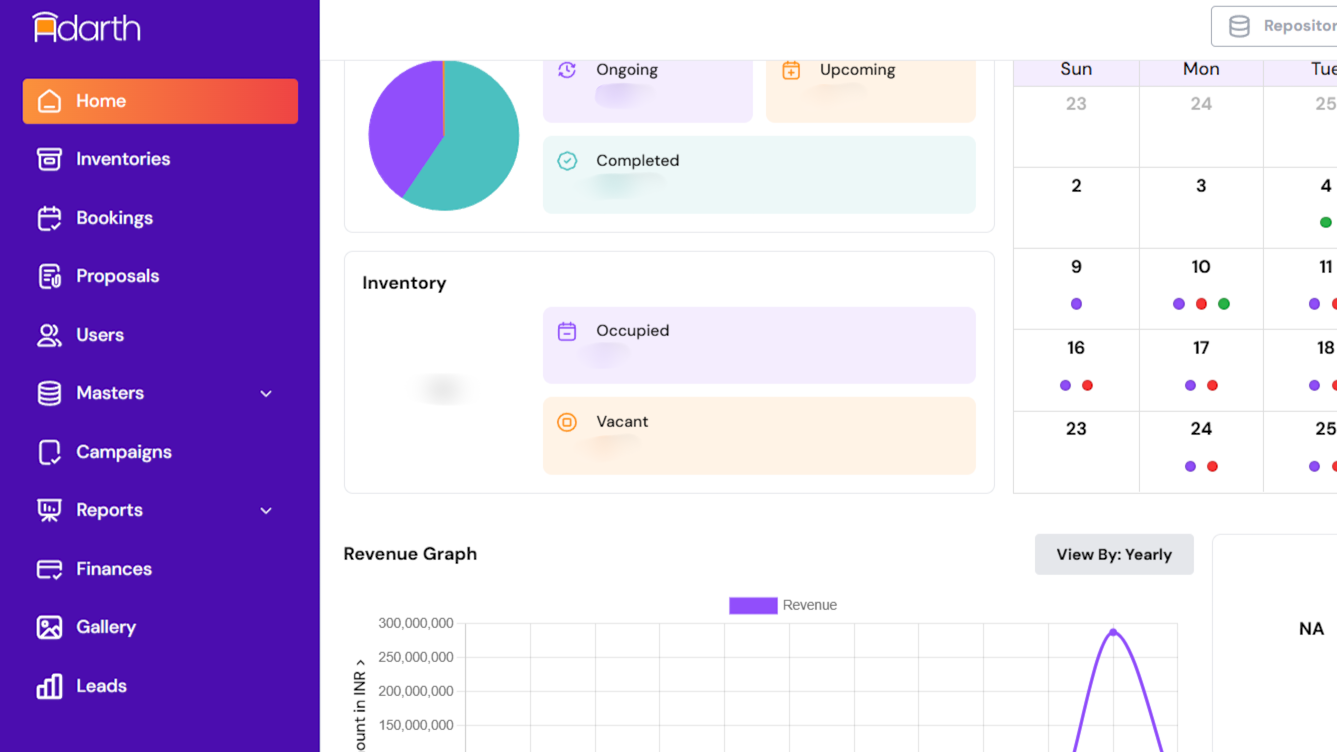 Adarth
Home
Inventories
Bookings
Proposals
Users
Masters
Campaigns
Reports
Finances
Gallery
Leads
Repositor
Ongoing
Upcoming
Completed
Inventory
Occupied
Vacant
Sun Mon Tue
23 24 25
2 3 4
9 10 11
16 17 18
23 24 25
Revenue Graph
View By: Yearly
Revenue
300,000,000
250,000,000
200,000,000
150,000,000
ount in INR >
NA